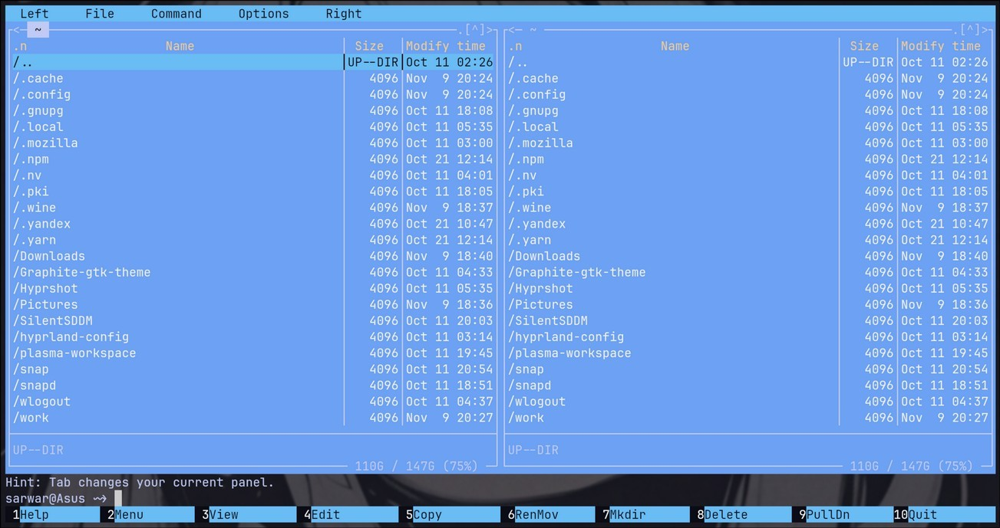 Left File Command Options Right
<─ ~ ─.[^]>┐ <─ ~ ─.[^]>
.n Name Size Modify time .n Name Size Modify time
/.. UP--DIR Oct 11 02:26 /.. UP--DIR Oct 11 02:26
/.cache 4096 Nov 9 20:24 /.cache 4096 Nov 9 20:24
/.config 4096 Nov 9 20:24 /.config 4096 Nov 9 20:24
/.gnupg 4096 Oct 11 18:08 /.gnupg 4096 Oct 11 18:08
/.local 4096 Oct 11 05:35 /.local 4096 Oct 11 05:35
/.mozilla 4096 Oct 11 03:00 /.mozilla 4096 Oct 11 03:00
/.npm 4096 Oct 21 12:14 /.npm 4096 Oct 21 12:14
/.nv 4096 Oct 11 04:01 /.nv 4096 Oct 11 04:01
/.pki 4096 Oct 11 18:05 /.pki 4096 Oct 11 18:05
/.wine 4096 Nov 9 18:37 /.wine 4096 Nov 9 18:37
/.yandex 4096 Oct 21 10:47 /.yandex 4096 Oct 21 10:47
/.yarn 4096 Oct 21 12:14 /.yarn 4096 Oct 21 12:14
/Downloads 4096 Nov 9 18:40 /Downloads 4096 Nov 9 18:40
/Graphite-gtk-theme 4096 Oct 11 04:33 /Graphite-gtk-theme 4096 Oct 11 04:33
/Hyprshot 4096 Oct 11 05:35 /Hyprshot 4096 Oct 11 05:35
/Pictures 4096 Nov 9 18:36 /Pictures 4096 Nov 9 18:36
/SilentSDDM 4096 Oct 11 20:03 /SilentSDDM 4096 Oct 11 20:03
/hyprland-config 4096 Oct 11 03:14 /hyprland-config 4096 Oct 11 03:14
/plasma-workspace 4096 Oct 11 19:45 /plasma-workspace 4096 Oct 11 19:45
/snap 4096 Oct 11 20:54 /snap 4096 Oct 11 20:54
/snapd 4096 Oct 11 18:51 /snapd 4096 Oct 11 18:51
/wlogout 4096 Oct 11 04:37 /wlogout 4096 Oct 11 04:37
/work 4096 Nov 9 20:27 /work 4096 Nov 9 20:27
UP--DIR UP--DIR
110G / 147G (75%) 110G / 147G (75%)
Hint: Tab changes your current panel.
sarwar@Asus ⇝
1Help 2Menu 3View 4Edit 5Copy 6RenMov 7Mkdir 8Delete 9PullDn 10Quit